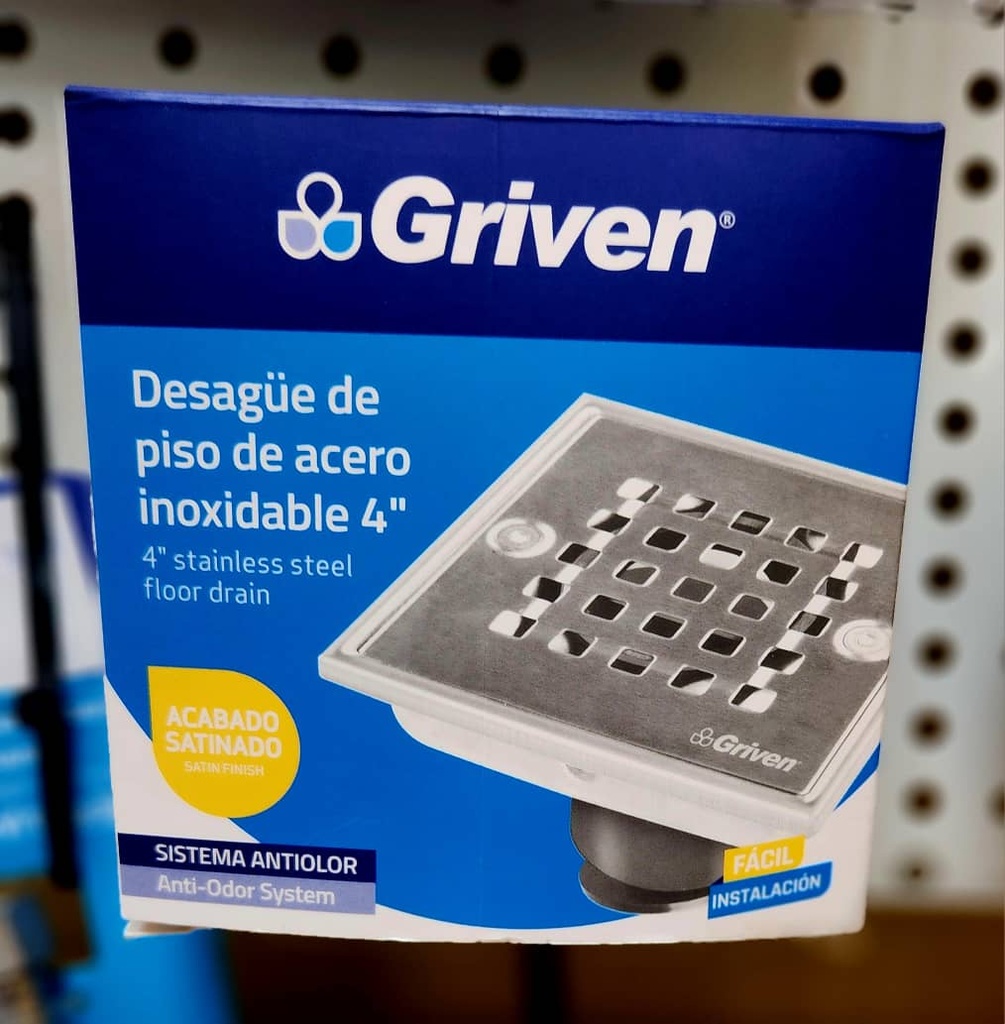 Griven®
Desagüe de
piso de acero
inoxidable 4"
4" stainless steel
floor drain
ACABADO
SATINADO
SATIN FINISH
Griven
SISTEMA ANTIOLOR
Anti-Odor System
FÁCIL
INSTALACIÓN